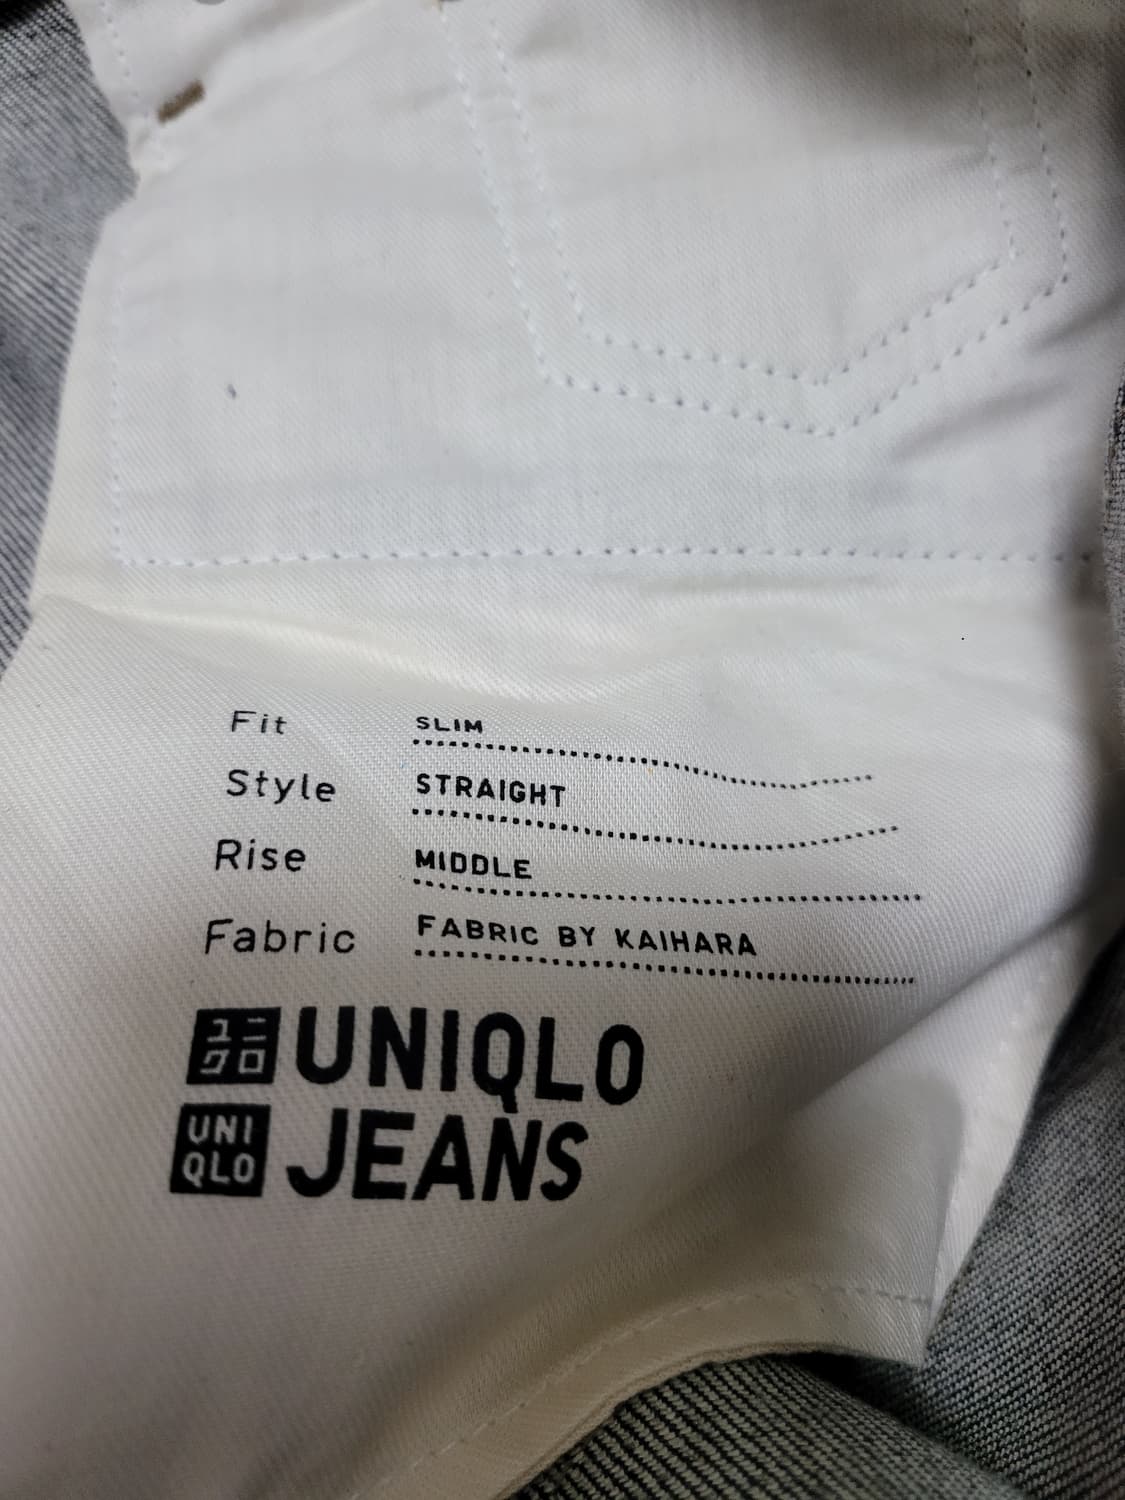 Fit SLIM
Style STRAIGHT
Rise MIDDLE
Fabric FABRIC BY KAIHARA
ユニ
クロ
UNIQLO
UNI
QLO
JEANS